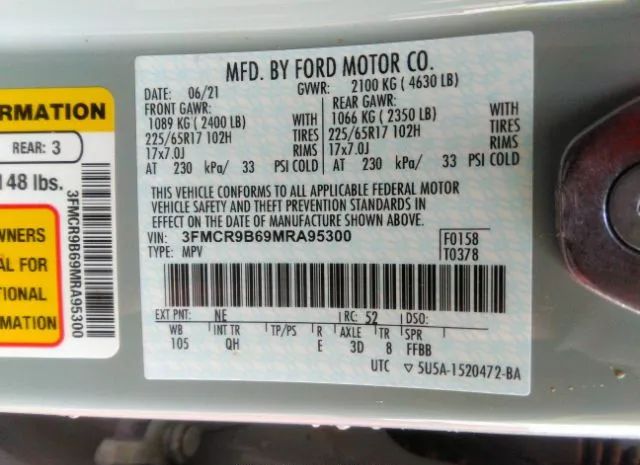 RMATION
REAR: 3
148 lbs.
WNERS
AL FOR
TIONAL
RMATION
3FMCR9B69MRA95300
MFD. BY FORD MOTOR CO.
DATE: 06/21 GVWR: 2100 KG ( 4630 LB)
FRONT GAWR: REAR GAWR:
1089 KG ( 2400 LB) WITH 1066 KG ( 2350 LB) WITH
225/65R17 102H TIRES 225/65R17 102H TIRES
17x7.0J RIMS 17x7.0J RIMS
AT 230 kPa/ 33 PSI COLD AT 230 kPa/ 33 PSI COLD
THIS VEHICLE CONFORMS TO ALL APPLICABLE FEDERAL MOTOR
VEHICLE SAFETY AND THEFT PREVENTION STANDARDS IN
EFFECT ON THE DATE OF MANUFACTURE SHOWN ABOVE.
VIN: 3FMCR9B69MRA95300 F0158
TYPE: MPV T0378
EXT PNT: NE RC: 52 DSO:
WB INT TR TP/PS R AXLE TR SPR
105 QH E 3D 8 FFBB
UTC ▽5U5A-1520472-BA